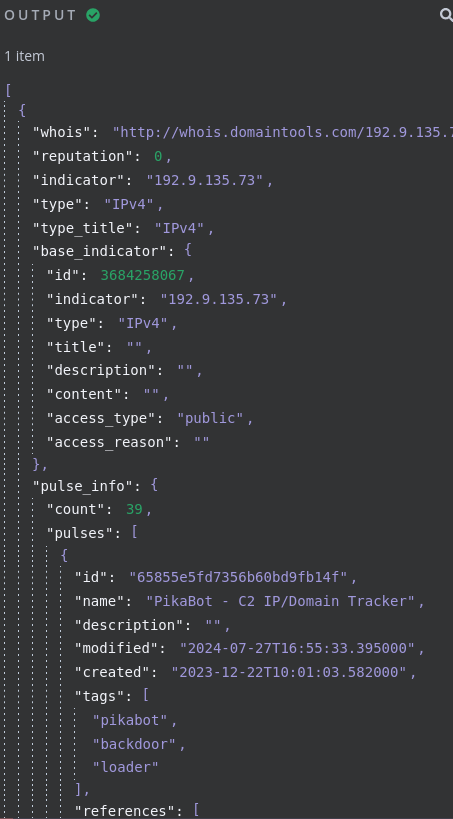 OUTPUT
1 item
[
{
"whois": "http://whois.domaintools.com/192.9.135.7
"reputation": 0,
"indicator": "192.9.135.73",
"type": "IPv4",
"type_title": "IPv4",
"base_indicator": {
"id": 3684258067,
"indicator": "192.9.135.73",
"type": "IPv4",
"title": "",
"description": "",
"content": "",
"access_type": "public",
"access_reason": ""
},
"pulse_info": {
"count": 39,
"pulses": [
{
"id": "65855e5fd7356b60bd9fb14f",
"name": "PikaBot - C2 IP/Domain Tracker",
"description": "",
"modified": "2024-07-27T16:55:33.395000",
"created": "2023-12-22T10:01:03.582000",
"tags": [
"pikabot",
"backdoor",
"loader"
],
"references": [